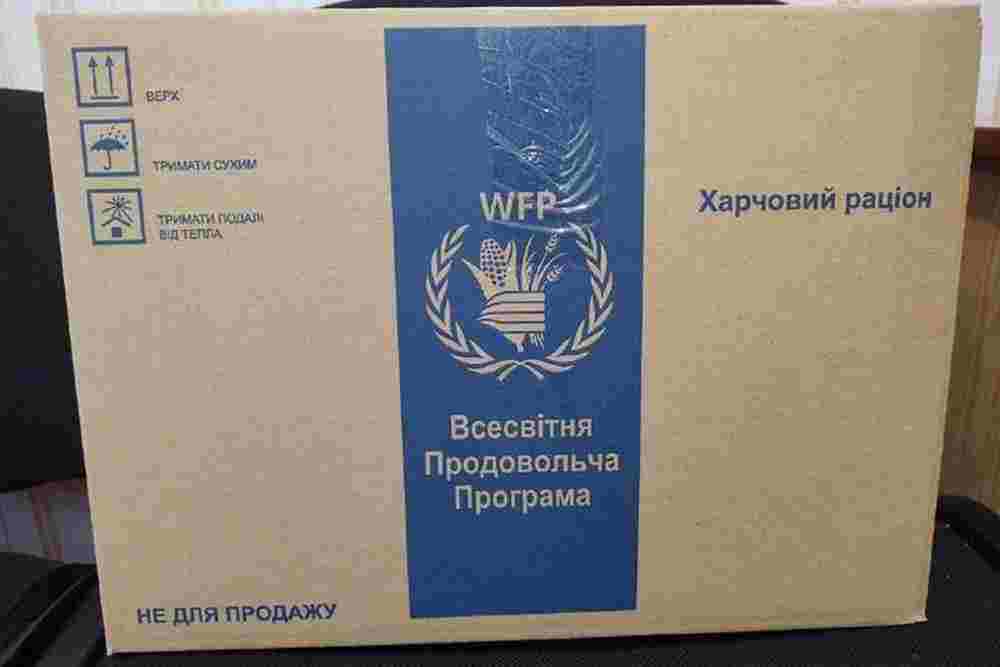 ВЕРХ
ТРИМАТИ СУХИМ
ТРИМАТИ ПОДАЛІ
ВІД ТЕПЛА
WFP
Харчовий раціон
Всесвітня
Продовольча
Програма
НЕ ДЛЯ ПРОДАЖУ